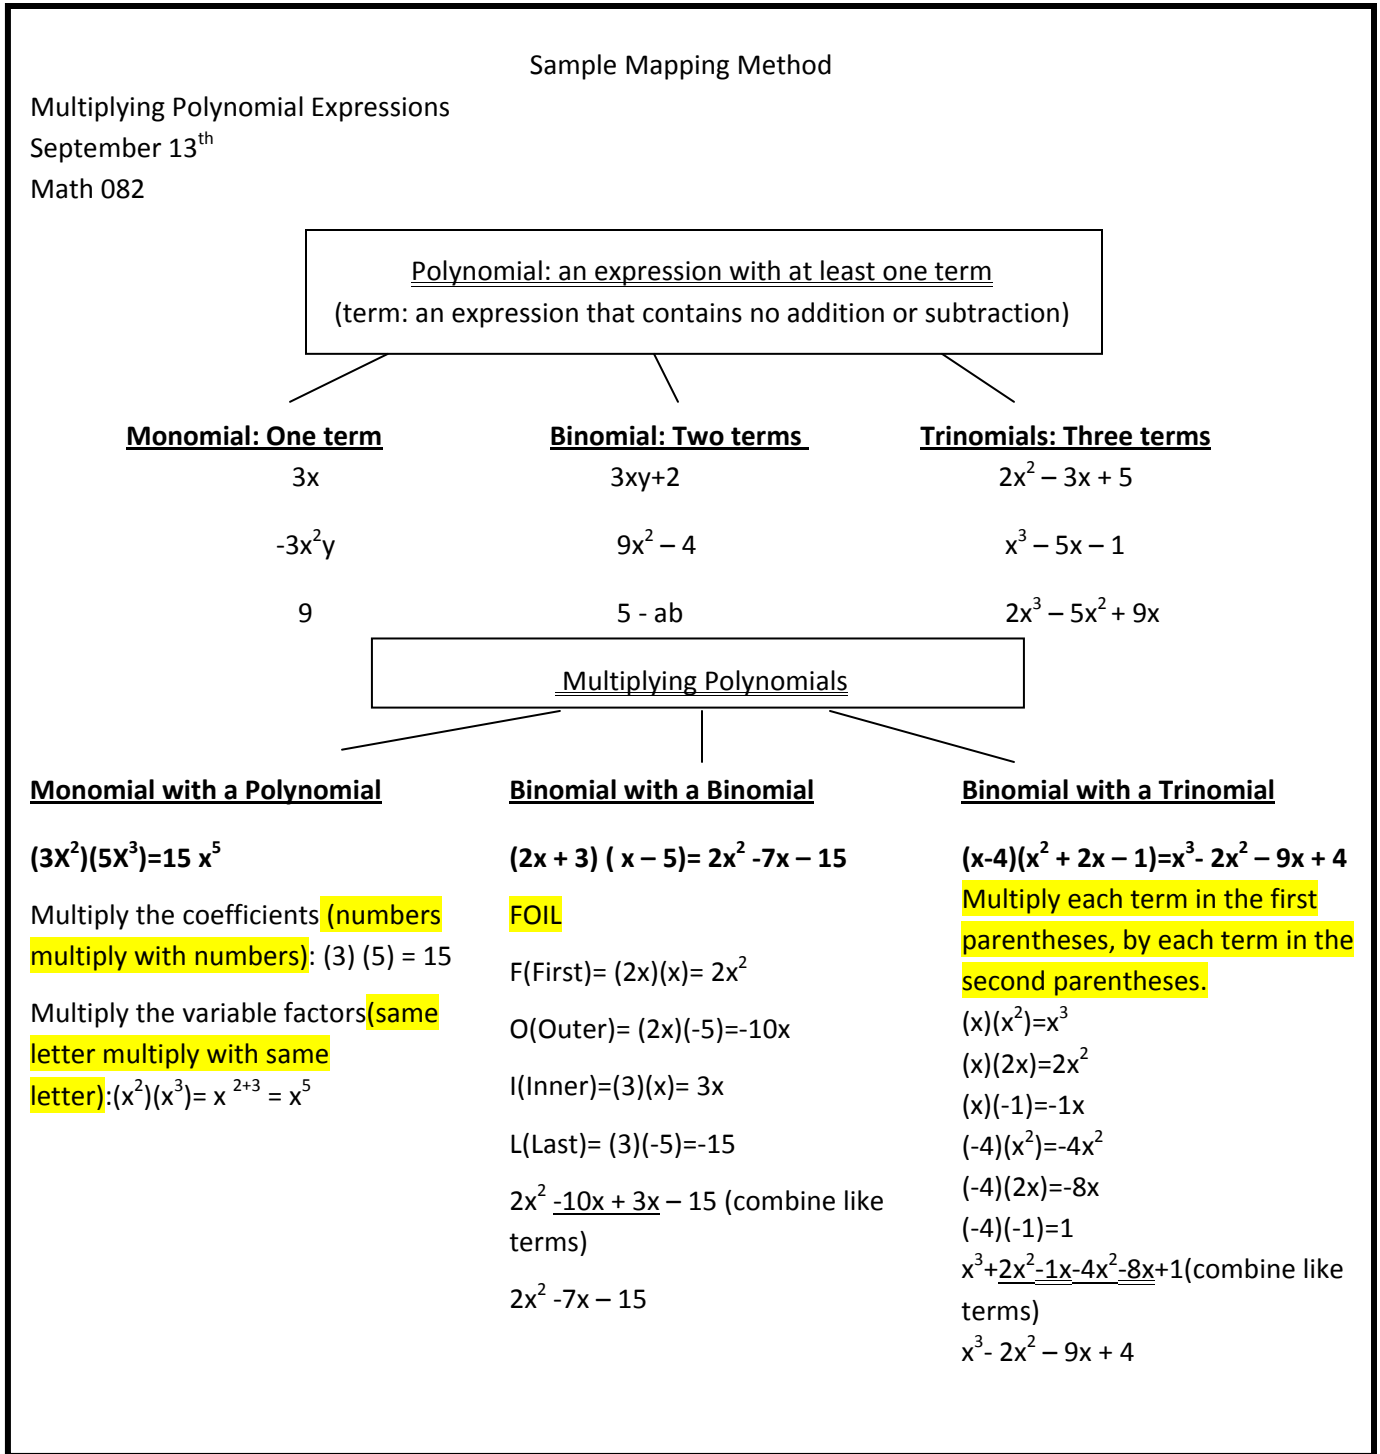 Sample Mapping Method
Multiplying Polynomial Expressions
September 13th
Math 082
Polynomial: an expression with at least one term
(term: an expression that contains no addition or subtraction)
Monomial: One term Binomial: Two terms Trinomials: Three terms
3x 3xy+2 2x² – 3x + 5
-3x²y 9x² – 4 x³ – 5x – 1
9 5 - ab 2x³ – 5x² + 9x
Multiplying Polynomials
Monomial with a Polynomial
(3X²)(5X³)=15 x⁵
Multiply the coefficients (numbers
multiply with numbers): (3) (5) = 15
Multiply the variable factors(same
letter multiply with same
letter):(x²)(x³)= x ²⁺³ = x⁵
Binomial with a Binomial
(2x + 3) ( x – 5)= 2x² -7x – 15
FOIL
F(First)= (2x)(x)= 2x²
O(Outer)= (2x)(-5)=-10x
I(Inner)=(3)(x)= 3x
L(Last)= (3)(-5)=-15
2x² -10x + 3x – 15 (combine like
terms)
2x² -7x – 15
Binomial with a Trinomial
(x-4)(x² + 2x – 1)=x³- 2x² – 9x + 4
Multiply each term in the first
parentheses, by each term in the
second parentheses.
(x)(x²)=x³
(x)(2x)=2x²
(x)(-1)=-1x
(-4)(x²)=-4x²
(-4)(2x)=-8x
(-4)(-1)=1
x³+2x²-1x-4x²-8x+1(combine like
terms)
x³- 2x² – 9x + 4